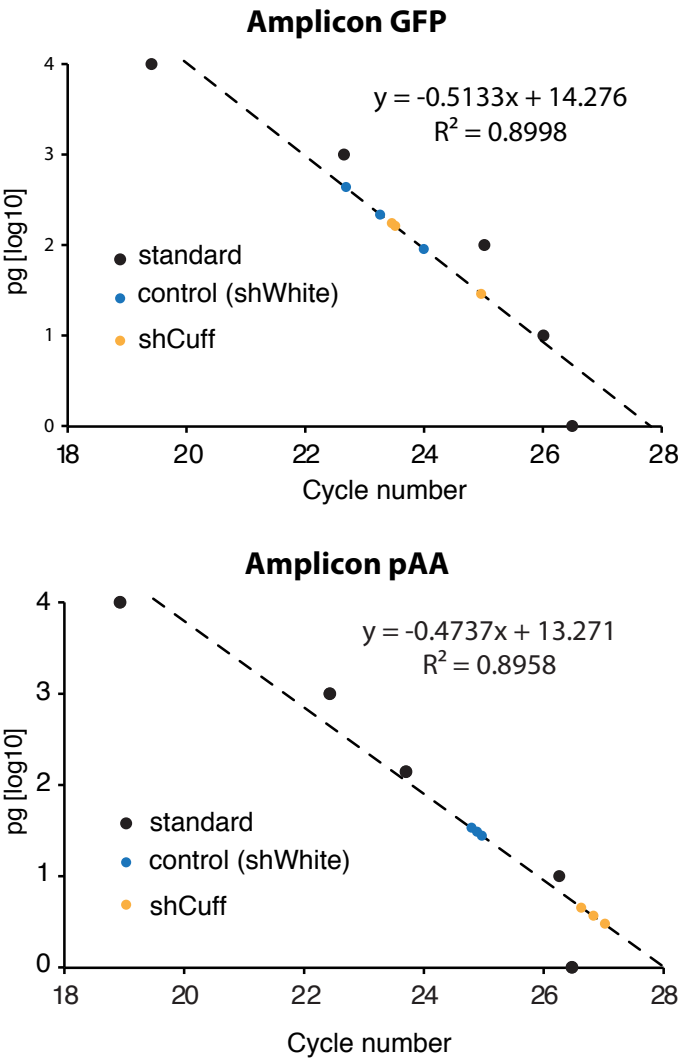 Amplicon GFP
y = -0.5133x + 14.276
R² = 0.8998
pg [log10]
4
3
2
1
0
standard
control (shWhite)
shCuff
18 20 22 24 26 28
Cycle number
Amplicon pAA
y = -0.4737x + 13.271
R² = 0.8958
pg [log10]
4
3
2
1
0
standard
control (shWhite)
shCuff
18 20 22 24 26 28
Cycle number